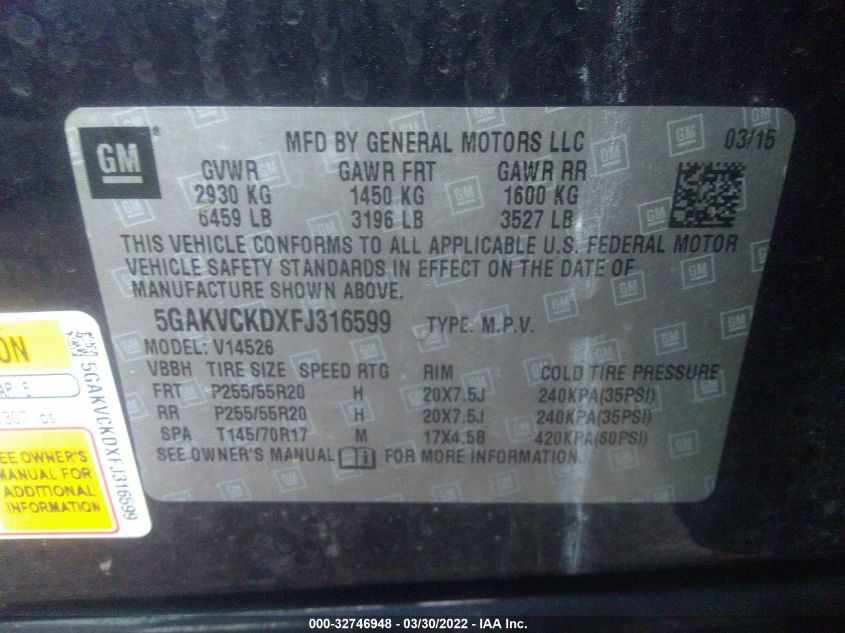 GM
MFD BY GENERAL MOTORS LLC 03/15
GVWR GAWR FRT GAWR RR
2930 KG 1450 KG 1600 KG
6459 LB 3196 LB 3527 LB
THIS VEHICLE CONFORMS TO ALL APPLICABLE U.S. FEDERAL MOTOR
VEHICLE SAFETY STANDARDS IN EFFECT ON THE DATE OF
MANUFACTURE SHOWN ABOVE.
5GAKVCKDXFJ316599 TYPE: M.P.V.
MODEL: V14526
VBBH TIRE SIZE SPEED RTG RIM COLD TIRE PRESSURE
FRT P255/55R20 H 20X7.5J 240KPA(35PSI)
RR P255/55R20 H 20X7.5J 240KPA(35PSI)
SPA T145/70R17 M 17X4.5B 420KPA(60PSI)
SEE OWNER'S MANUAL FOR MORE INFORMATION
5GAKVCKDXFJ316599
SEE OWNER'S
MANUAL FOR
ADDITIONAL
INFORMATION
000-32746948 - 03/30/2022 - IAA Inc.